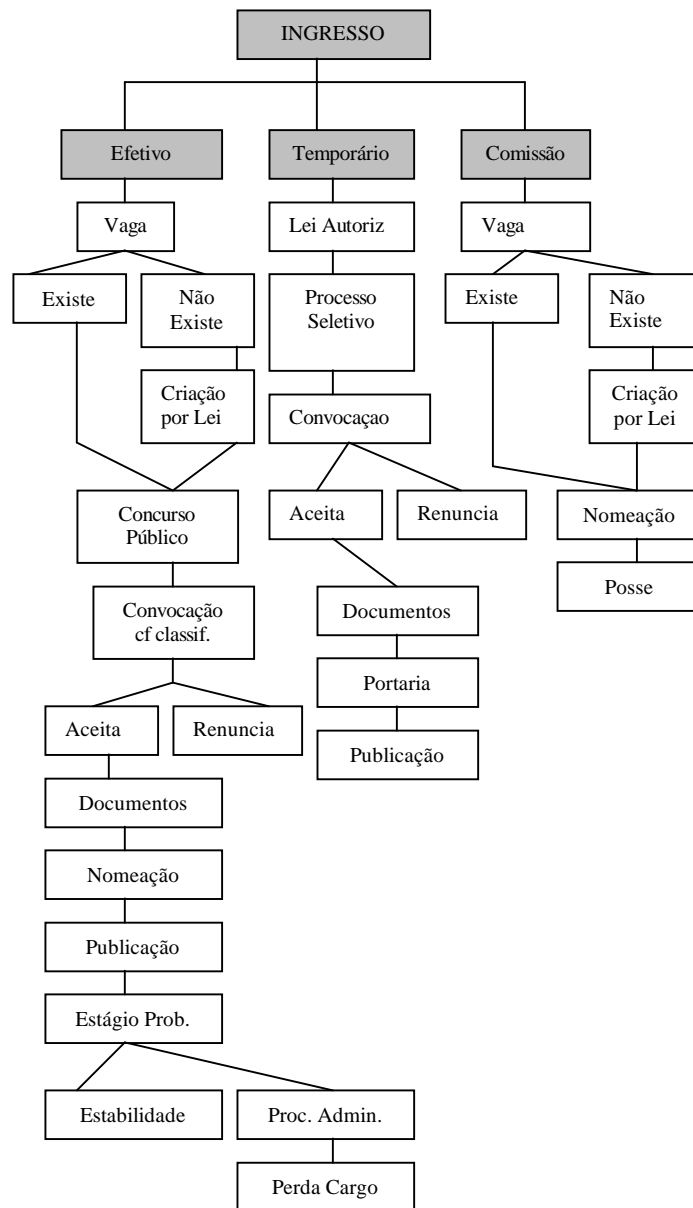 INGRESSO
Efetivo
Temporário
Comissão
Vaga
Lei Autoriz
Vaga
Existe
Não
Existe
Processo
Seletivo
Existe
Não
Existe
Criação
por Lei
Convocaçao
Criação
por Lei
Concurso
Público
Aceita
Renuncia
Nomeação
Convocação
cf classif.
Documentos
Posse
Aceita
Renuncia
Portaria
Publicação
Documentos
Nomeação
Publicação
Estágio Prob.
Estabilidade
Proc. Admin.
Perda Cargo